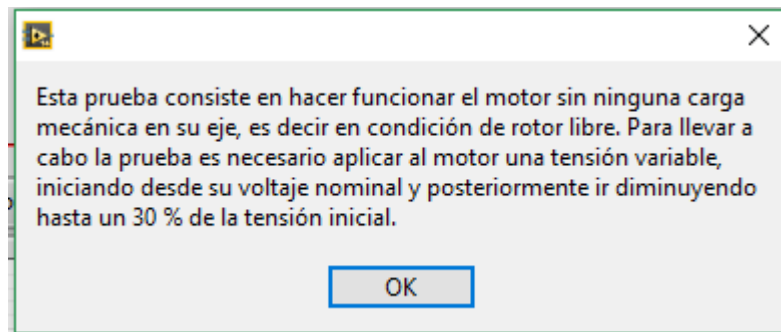 Esta prueba consiste en hacer funcionar el motor sin ninguna carga
mecánica en su eje, es decir en condición de rotor libre. Para llevar a
cabo la prueba es necesario aplicar al motor una tensión variable,
iniciando desde su voltaje nominal y posteriormente ir diminuyendo
hasta un 30 % de la tensión inicial.
OK